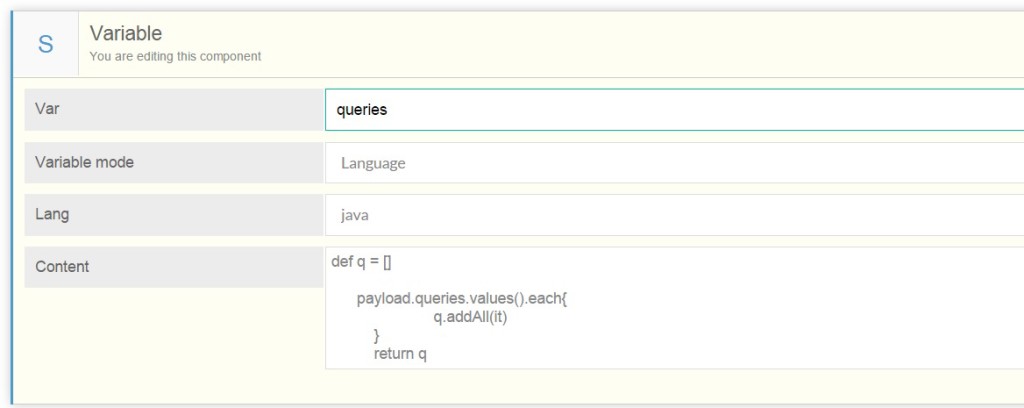 S
Variable
You are editing this component
Var
queries
Variable mode
Language
Lang
java
Content
def q = []
payload.queries.values().each{
q.addAll(it)
}
return q